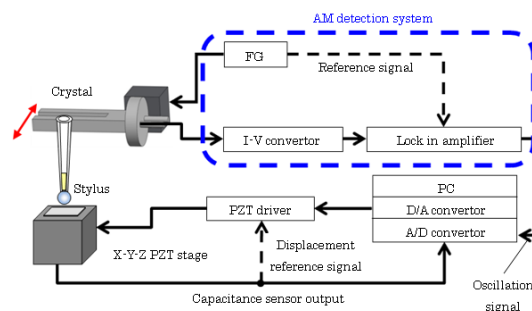 AM detection system
FG
Reference signal
Crystal
I-V convertor
Lock in amplifier
Stylus
PC
PZT driver
D/A convertor
A/D convertor
X-Y-Z PZT stage
Displacement
reference signal
Oscillation
signal
Capacitance sensor output